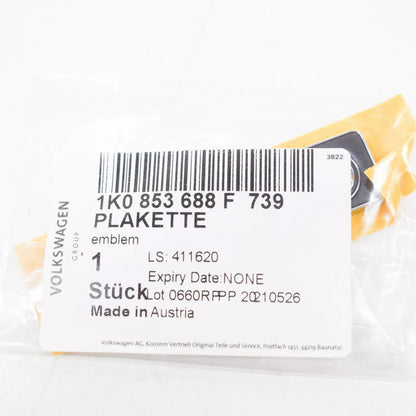 3822
VOLKSWAGEN
GROUP
1K0 853 688 F 739
PLAKETTE
emblem
1 LS: 411620
Expiry Date:NONE
Stück Lot 0660RPPP 20210526
Made in Austria
Volkswagen AG, Konzern Vertrieb Original Teile und Service, Postfach 1451, 34219 Baunatal